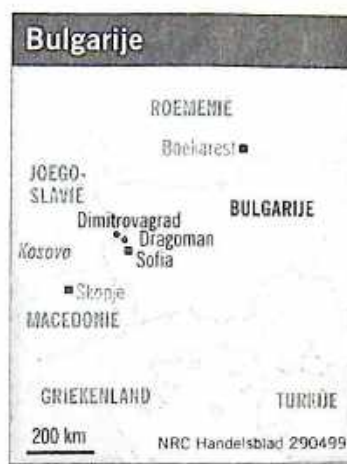 Bulgarije
ROEMENIE
Boekarest
JOEGO-
SLAVIE
BULGARIJE
Dimitrovagrad
Dragoman
Kosovo
Sofia
Skopje
MACEDONIE
GRIEKENLAND
TURKIJE
200 km
NRC Handelsblad 290499